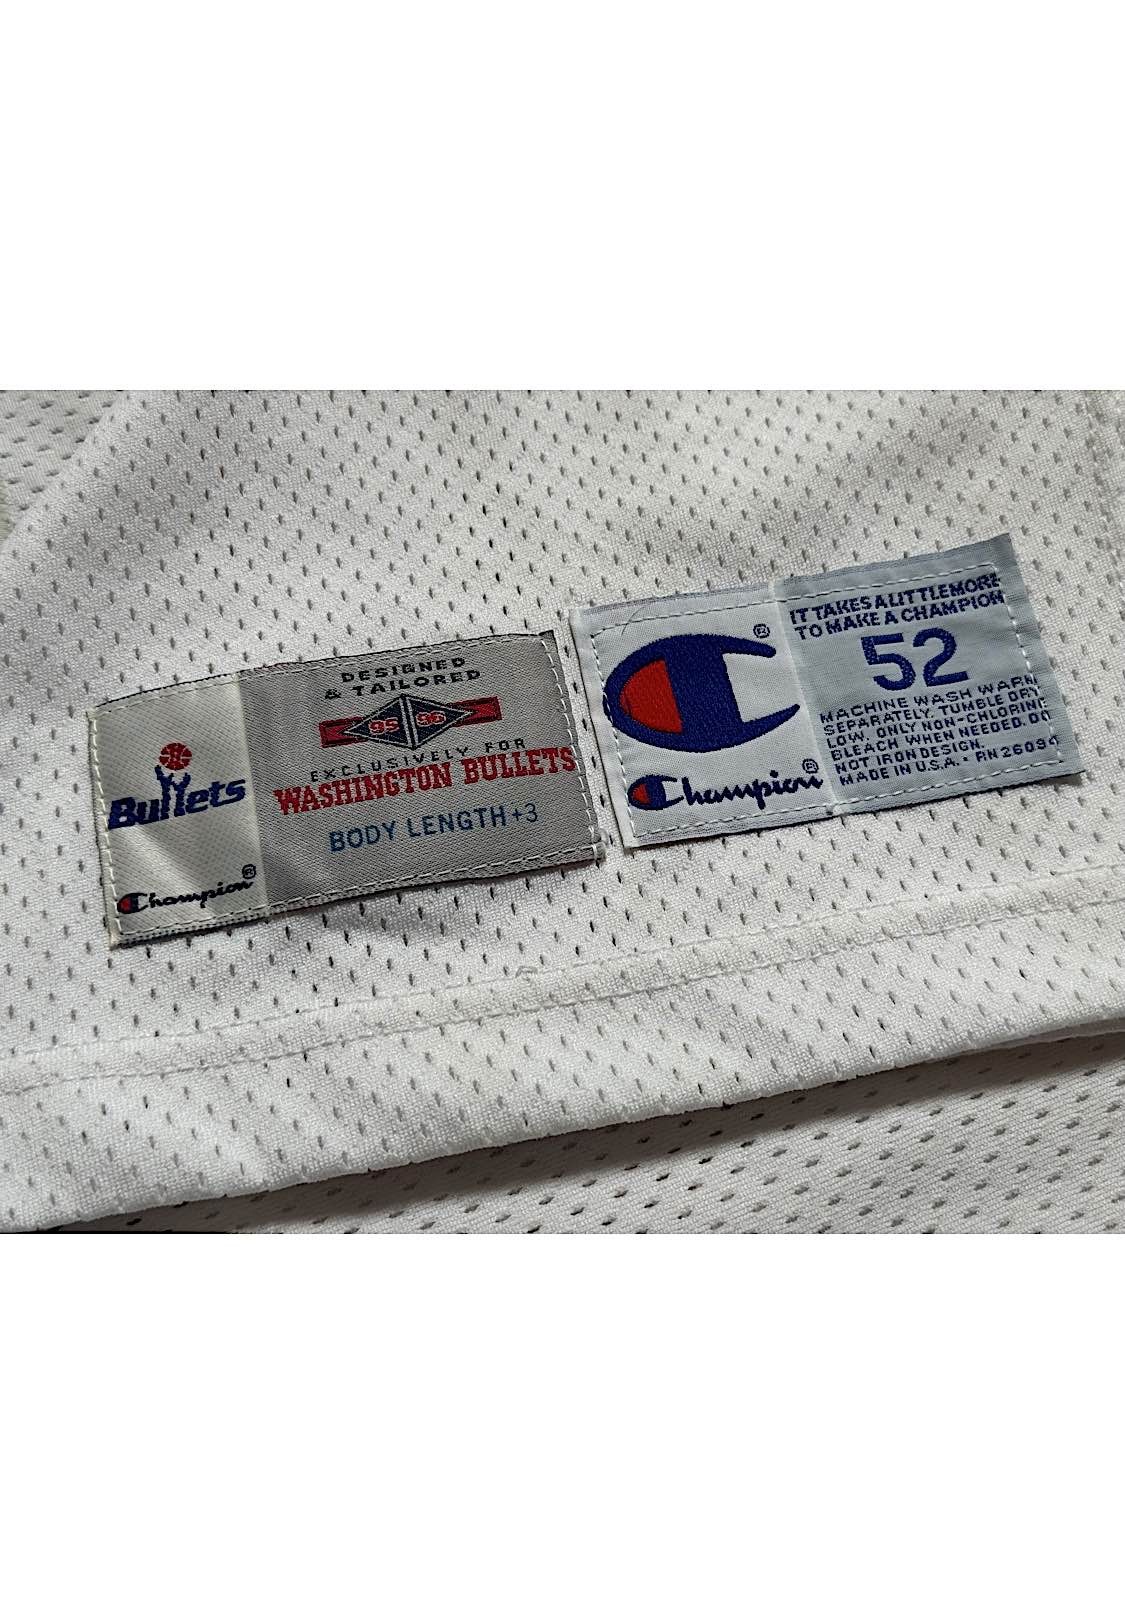 DESIGNED
& TAILORED
95 96
EXCLUSIVELY FOR
WASHINGTON BULLETS
BODY LENGTH +3
Bullets
Champion®
®
Champion®
IT TAKES A LITTLE MORE
TO MAKE A CHAMPION
52
MACHINE WASH WARM
SEPARATELY. TUMBLE DRY
LOW. ONLY NON-CHLORINE
BLEACH WHEN NEEDED. DO
NOT IRON DESIGN.
MADE IN U.S.A. • RN 26094